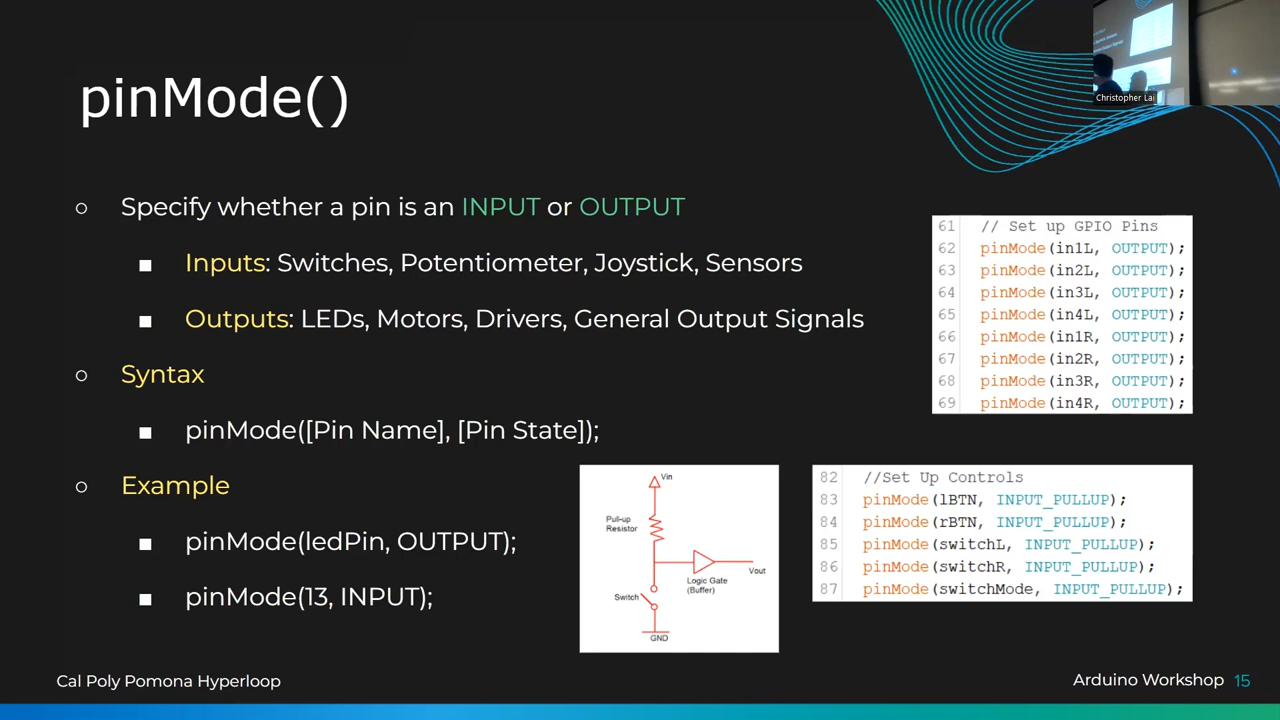 pinMode()
Christopher Lai
○ Specify whether a pin is an INPUT or OUTPUT
■ Inputs: Switches, Potentiometer, Joystick, Sensors
■ Outputs: LEDs, Motors, Drivers, General Output Signals
○ Syntax
■ pinMode([Pin Name], [Pin State]);
○ Example
■ pinMode(ledPin, OUTPUT);
■ pinMode(13, INPUT);
61 // Set up GPIO Pins
62 pinMode(in1L, OUTPUT);
63 pinMode(in2L, OUTPUT);
64 pinMode(in3L, OUTPUT);
65 pinMode(in4L, OUTPUT);
66 pinMode(in1R, OUTPUT);
67 pinMode(in2R, OUTPUT);
68 pinMode(in3R, OUTPUT);
69 pinMode(in4R, OUTPUT);
Vin
Pull-up
Resistor
Vout
Logic Gate
(Buffer)
Switch
GND
82 //Set Up Controls
83 pinMode(lBTN, INPUT_PULLUP);
84 pinMode(rBTN, INPUT_PULLUP);
85 pinMode(switchL, INPUT_PULLUP);
86 pinMode(switchR, INPUT_PULLUP);
87 pinMode(switchMode, INPUT_PULLUP);
Cal Poly Pomona Hyperloop
Arduino Workshop 15